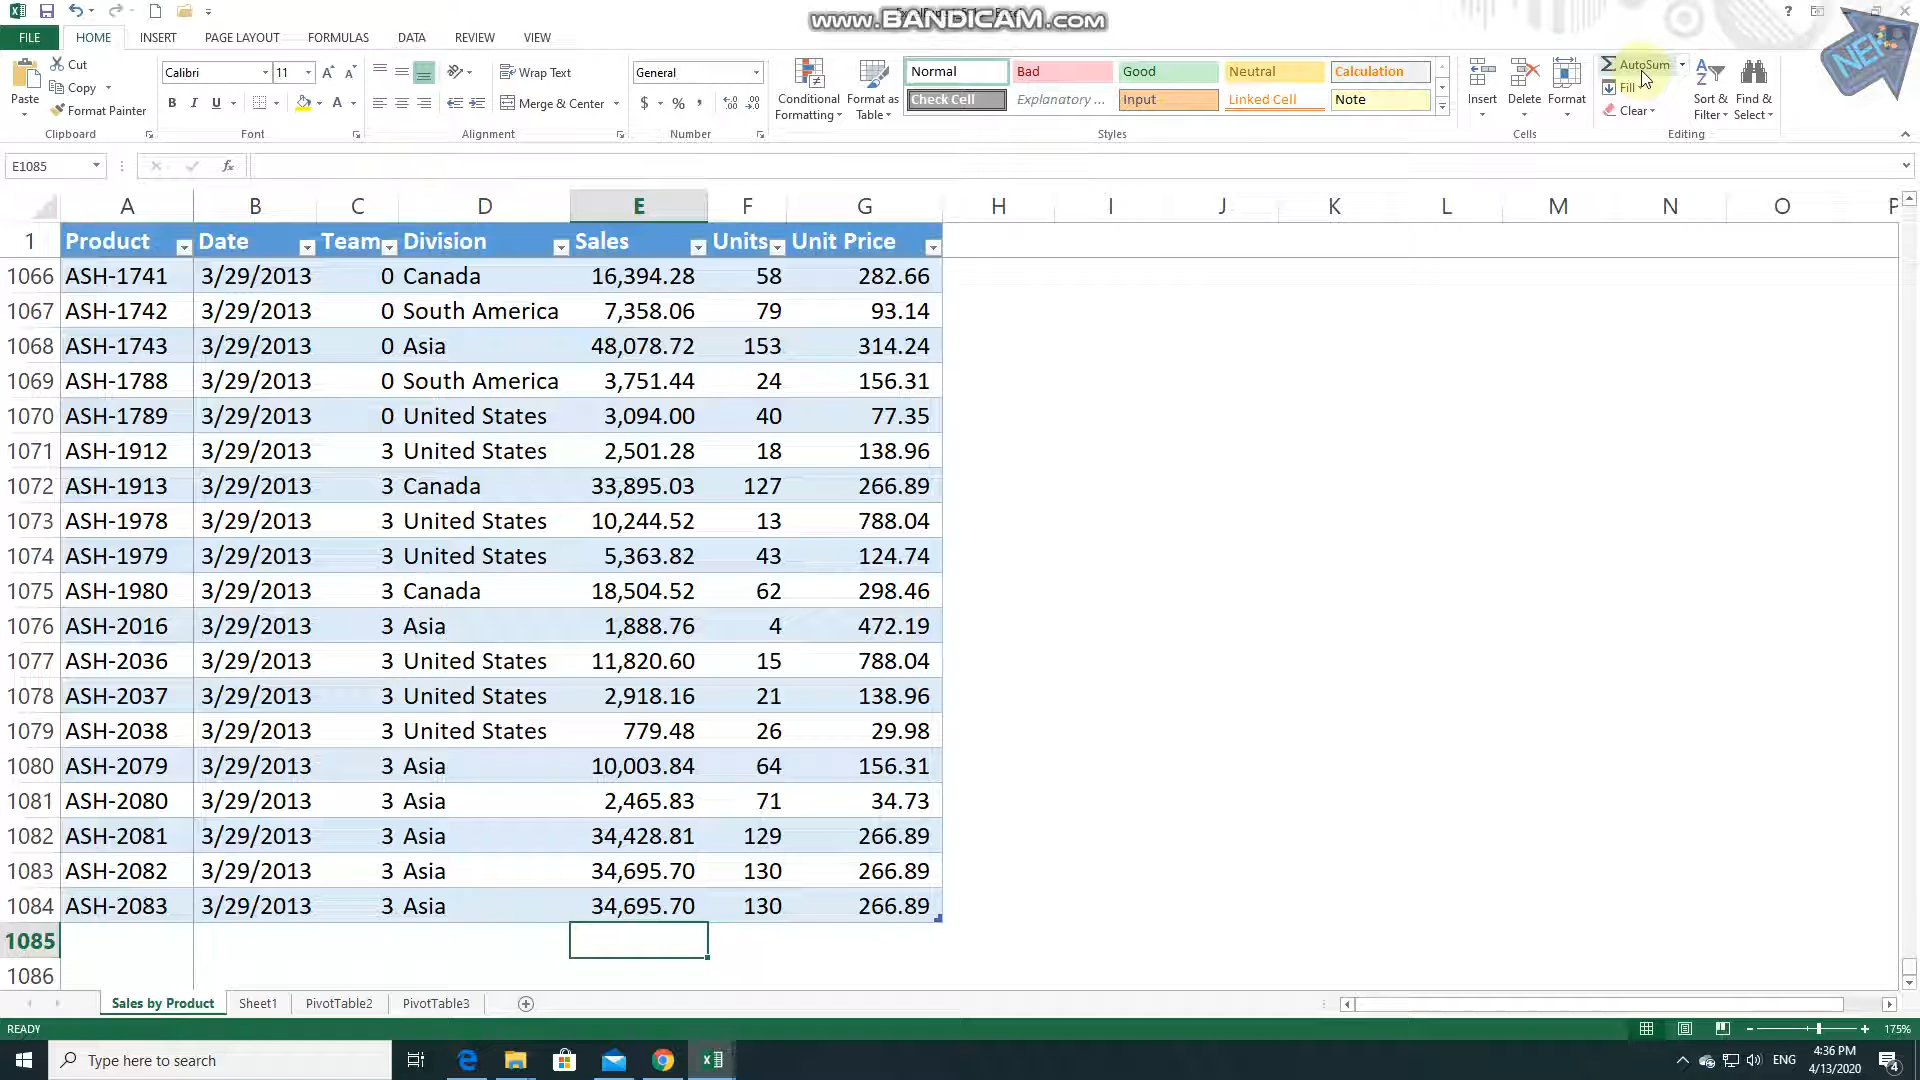 www.BANDICAM.com
FILE HOME INSERT PAGE LAYOUT FORMULAS DATA REVIEW VIEW
Cut
Copy
Format Painter
Paste
Clipboard
Calibri 11
B I U
Font
Wrap Text
Merge & Center
Alignment
General
$ % ,
Number
Conditional Formatting
Format as Table
Normal Bad Good Neutral Calculation
Check Cell Explanatory ... Input Linked Cell Note
Styles
Insert Delete Format
Cells
AutoSum
Fill
Clear
Sort & Filter
Find & Select
Editing
E1085 fx
A B C D E F G H I J K L M N O P
1 Product Date Team Division Sales Units Unit Price
1066 ASH-1741 3/29/2013 0 Canada 16,394.28 58 282.66
1067 ASH-1742 3/29/2013 0 South America 7,358.06 79 93.14
1068 ASH-1743 3/29/2013 0 Asia 48,078.72 153 314.24
1069 ASH-1788 3/29/2013 0 South America 3,751.44 24 156.31
1070 ASH-1789 3/29/2013 0 United States 3,094.00 40 77.35
1071 ASH-1912 3/29/2013 3 United States 2,501.28 18 138.96
1072 ASH-1913 3/29/2013 3 Canada 33,895.03 127 266.89
1073 ASH-1978 3/29/2013 3 United States 10,244.52 13 788.04
1074 ASH-1979 3/29/2013 3 United States 5,363.82 43 124.74
1075 ASH-1980 3/29/2013 3 Canada 18,504.52 62 298.46
1076 ASH-2016 3/29/2013 3 Asia 1,888.76 4 472.19
1077 ASH-2036 3/29/2013 3 United States 11,820.60 15 788.04
1078 ASH-2037 3/29/2013 3 United States 2,918.16 21 138.96
1079 ASH-2038 3/29/2013 3 United States 779.48 26 29.98
1080 ASH-2079 3/29/2013 3 Asia 10,003.84 64 156.31
1081 ASH-2080 3/29/2013 3 Asia 2,465.83 71 34.73
1082 ASH-2081 3/29/2013 3 Asia 34,428.81 129 266.89
1083 ASH-2082 3/29/2013 3 Asia 34,695.70 130 266.89
1084 ASH-2083 3/29/2013 3 Asia 34,695.70 130 266.89
1085
1086
Sales by Product Sheet1 PivotTable2 PivotTable3
READY 175%
Type here to search
ENG
4:36 PM
4/13/2020
4